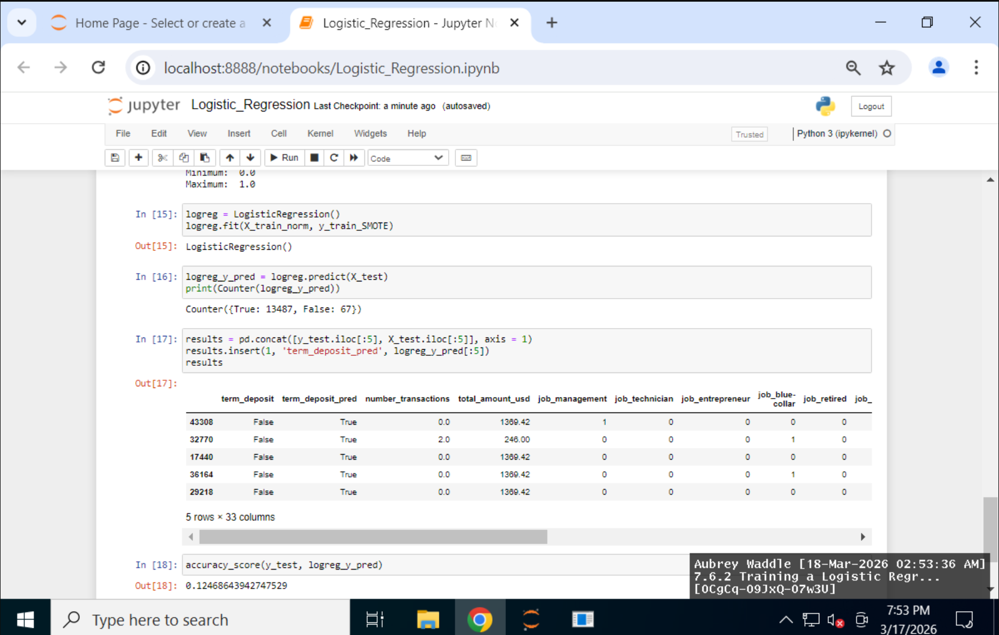 Home Page - Select or create a
Logistic_Regression - Jupyter No
localhost:8888/notebooks/Logistic_Regression.ipynb
jupyter Logistic_Regression Last Checkpoint: a minute ago (autosaved)
Logout
File Edit View Insert Cell Kernel Widgets Help
Trusted
Python 3 (ipykernel)
Run
Code
Minimum: 0.0
Maximum: 1.0
In [15]: logreg = LogisticRegression()
logreg.fit(X_train_norm, y_train_SMOTE)
Out[15]: LogisticRegression()
In [16]: logreg_y_pred = logreg.predict(X_test)
print(Counter(logreg_y_pred))
Counter({True: 13487, False: 67})
In [17]: results = pd.concat([y_test.iloc[:5], X_test.iloc[:5]], axis = 1)
results.insert(1, 'term_deposit_pred', logreg_y_pred[:5])
results
Out[17]:
term_deposit term_deposit_pred number_transactions total_amount_usd job_management job_technician job_entrepreneur job_blue-collar job_retired job_
43308 False True 0.0 1369.42 1 0 0 0 0
32770 False True 2.0 246.00 0 0 0 1 0
17440 False True 0.0 1369.42 0 0 0 0 0
36164 False True 0.0 1369.42 0 0 0 1 0
29218 False True 0.0 1369.42 0 0 0 0 0
5 rows × 33 columns
In [18]: accuracy_score(y_test, logreg_y_pred)
Out[18]: 0.12468643942747529
Aubrey Waddle [18-Mar-2026 02:53:36 AM]
7.6.2 Training a Logistic Regr...
[OCgCq-O9JxQ-O7w3U]
Type here to search
7:53 PM
3/17/2026